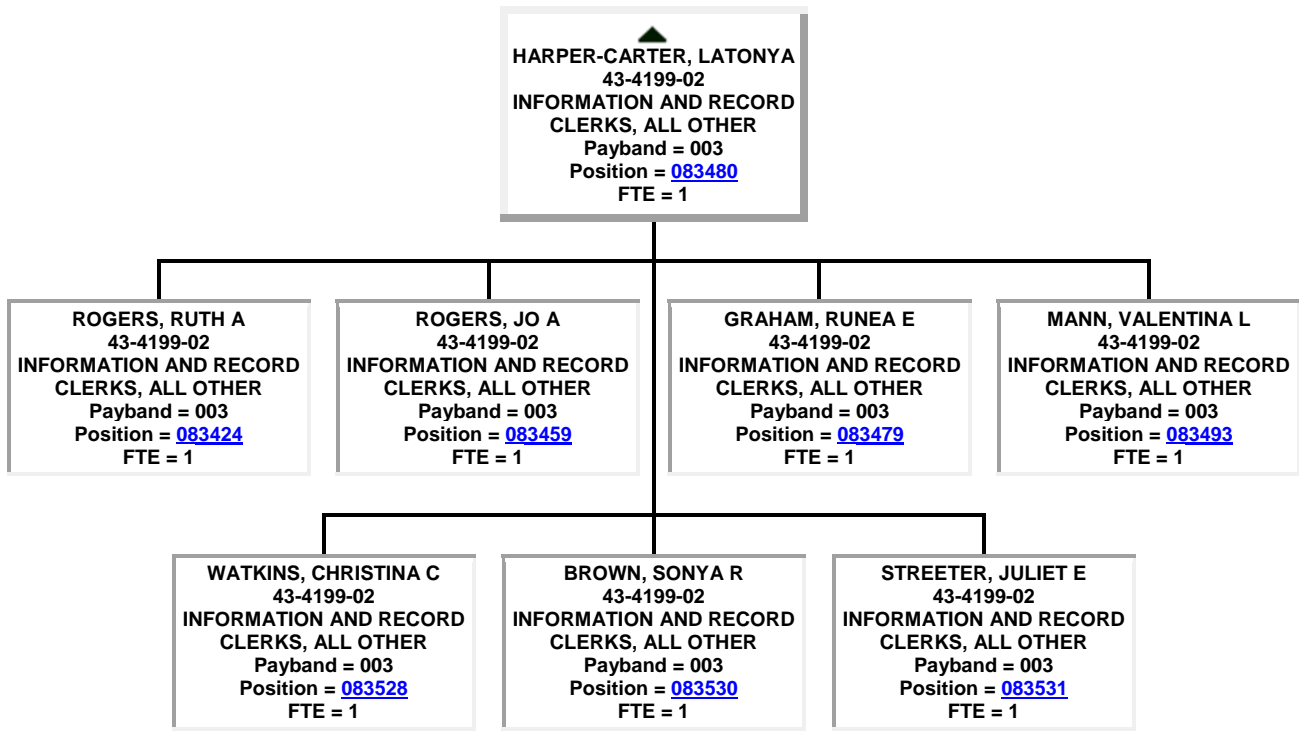 HARPER-CARTER, LATONYA
43-4199-02
INFORMATION AND RECORD
CLERKS, ALL OTHER
Payband = 003
Position = 083480
FTE = 1
ROGERS, RUTH A
43-4199-02
INFORMATION AND RECORD
CLERKS, ALL OTHER
Payband = 003
Position = 083424
FTE = 1
ROGERS, JO A
43-4199-02
INFORMATION AND RECORD
CLERKS, ALL OTHER
Payband = 003
Position = 083459
FTE = 1
GRAHAM, RUNEA E
43-4199-02
INFORMATION AND RECORD
CLERKS, ALL OTHER
Payband = 003
Position = 083479
FTE = 1
MANN, VALENTINA L
43-4199-02
INFORMATION AND RECORD
CLERKS, ALL OTHER
Payband = 003
Position = 083493
FTE = 1
WATKINS, CHRISTINA C
43-4199-02
INFORMATION AND RECORD
CLERKS, ALL OTHER
Payband = 003
Position = 083528
FTE = 1
BROWN, SONYA R
43-4199-02
INFORMATION AND RECORD
CLERKS, ALL OTHER
Payband = 003
Position = 083530
FTE = 1
STREETER, JULIET E
43-4199-02
INFORMATION AND RECORD
CLERKS, ALL OTHER
Payband = 003
Position = 083531
FTE = 1